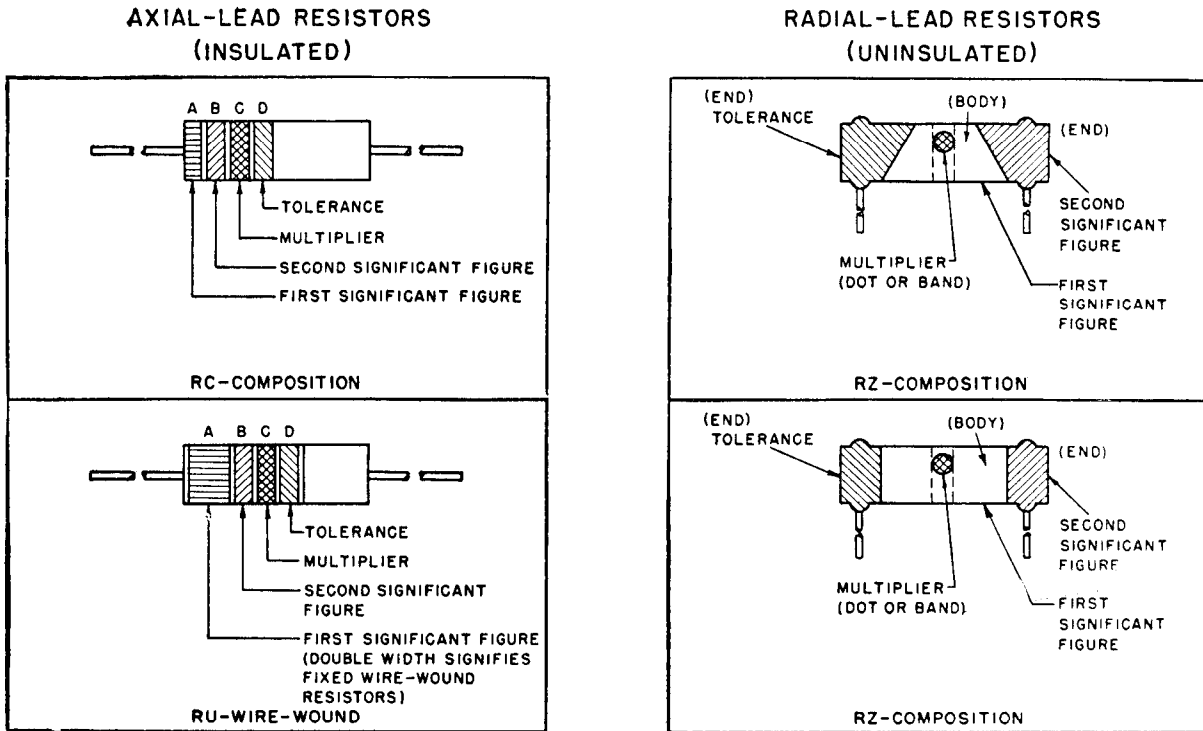 AXIAL-LEAD RESISTORS
(INSULATED)
A B C D
TOLERANCE
MULTIPLIER
SECOND SIGNIFICANT FIGURE
FIRST SIGNIFICANT FIGURE
RC-COMPOSITION
A B C D
TOLERANCE
MULTIPLIER
SECOND SIGNIFICANT
FIGURE
FIRST SIGNIFICANT FIGURE
(DOUBLE WIDTH SIGNIFIES
FIXED WIRE-WOUND
RESISTORS)
RU-WIRE-WOUND
RADIAL-LEAD RESISTORS
(UNINSULATED)
(END)
TOLERANCE
(BODY)
(END)
SECOND
SIGNIFICANT
FIGURE
MULTIPLIER
(DOT OR BAND)
FIRST
SIGNIFICANT
FIGURE
RZ-COMPOSITION
(END)
TOLERANCE
(BODY)
(END)
SECOND
SIGNIFICANT
FIGURE
MULTIPLIER
(DOT OR BAND)
FIRST
SIGNIFICANT
FIGURE
RZ-COMPOSITION